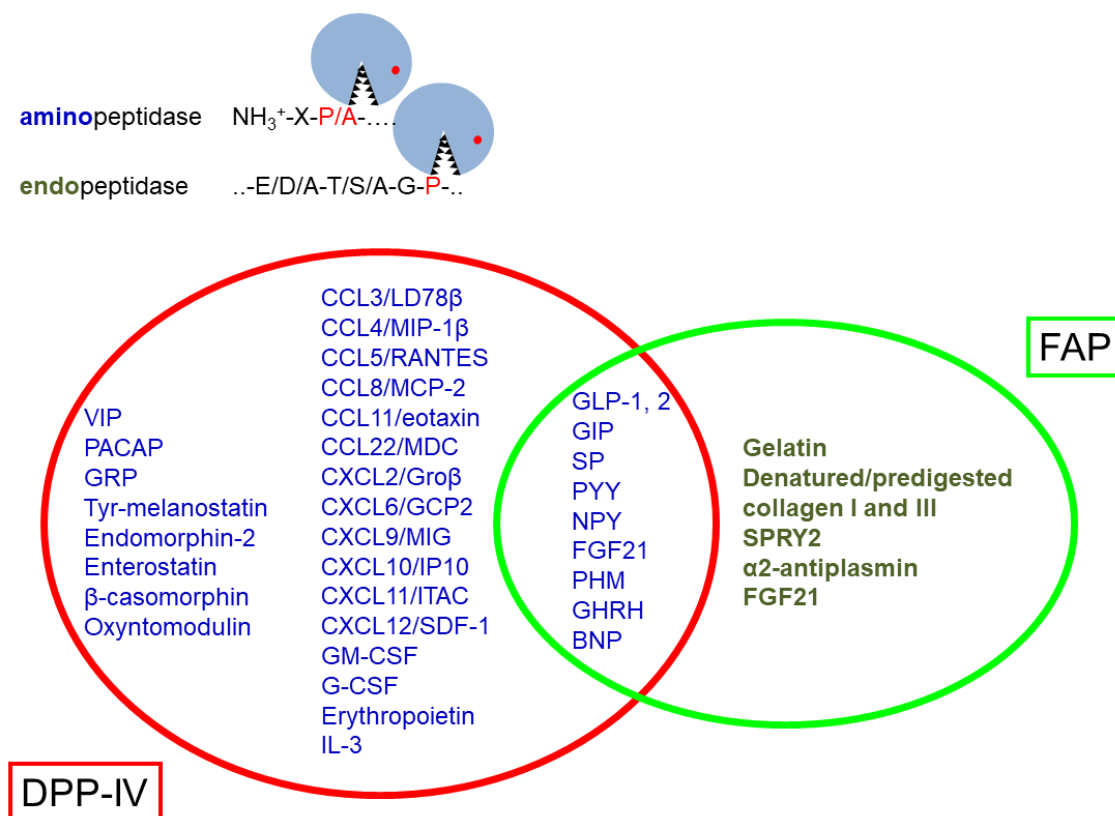 aminopeptidase NH₃⁺-X-P/A-....
endopeptidase ..-E/D/A-T/S/A-G-P-..
FAP
VIP
PACAP
GRP
Tyr-melanostatin
Endomorphin-2
Enterostatin
β-casomorphin
Oxyntomodulin
CCL3/LD78β
CCL4/MIP-1β
CCL5/RANTES
CCL8/MCP-2
CCL11/eotaxin
CCL22/MDC
CXCL2/Groβ
CXCL6/GCP2
CXCL9/MIG
CXCL10/IP10
CXCL11/ITAC
CXCL12/SDF-1
GM-CSF
G-CSF
Erythropoietin
IL-3
GLP-1, 2
GIP
SP
PYY
NPY
FGF21
PHM
GHRH
BNP
Gelatin
Denatured/predigested
collagen I and III
SPRY2
α2-antiplasmin
FGF21
DPP-IV